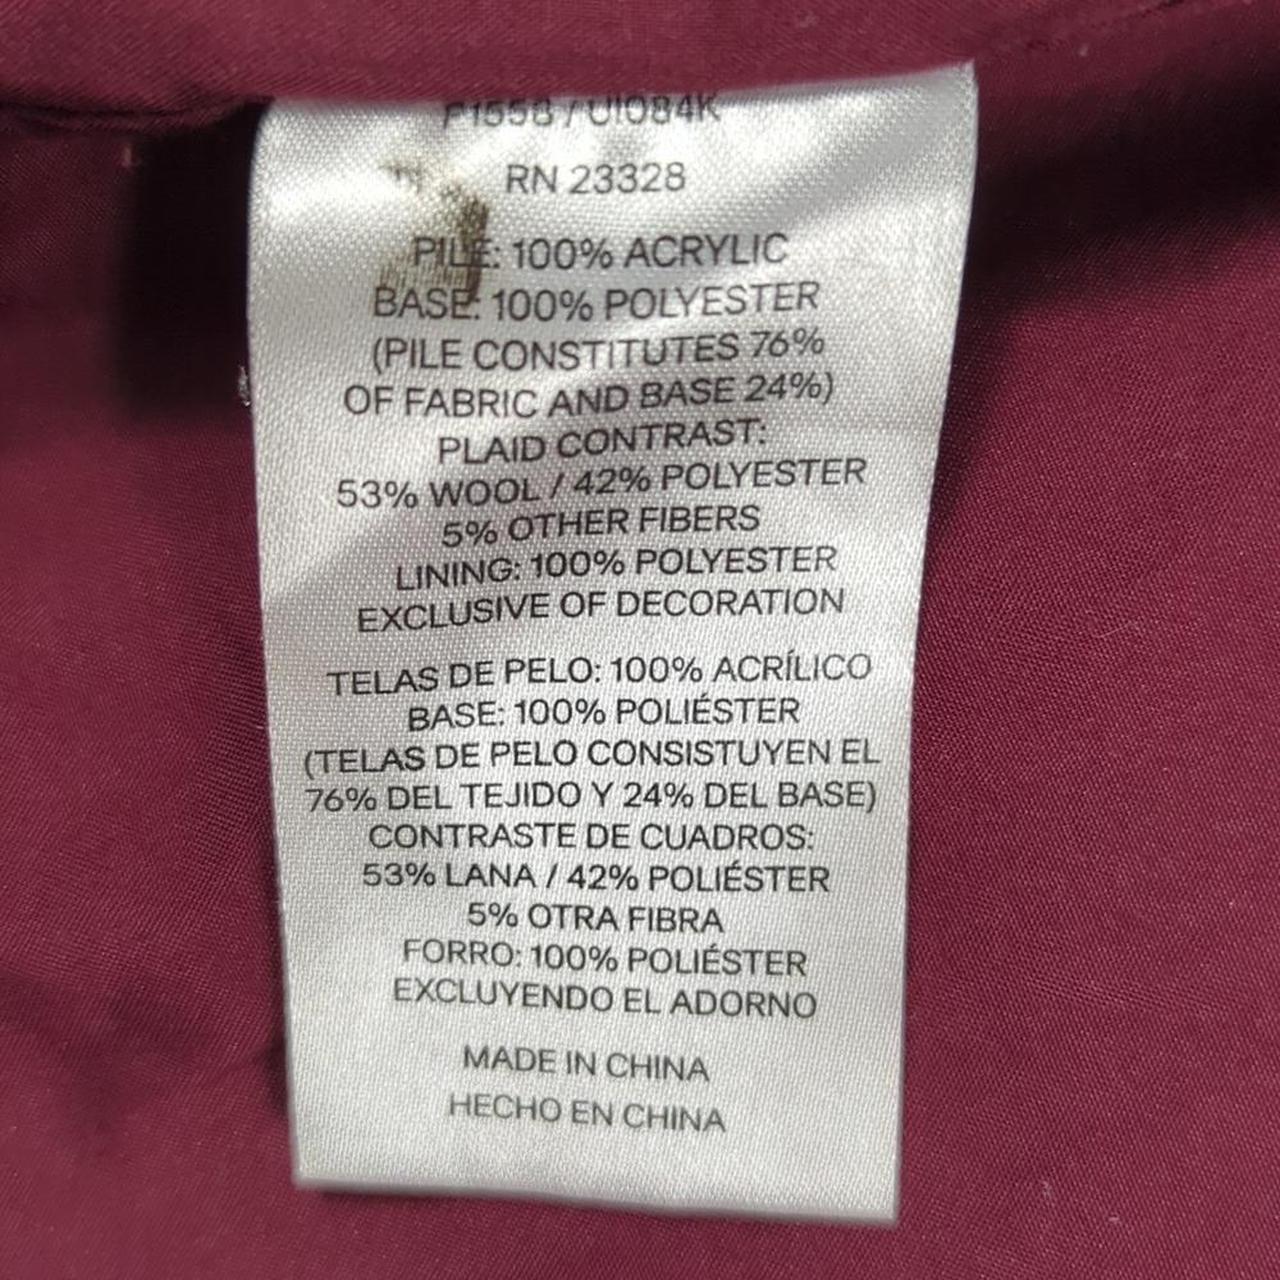 F1558 / U1084K
RN 23328
PILE: 100% ACRYLIC
BASE: 100% POLYESTER
(PILE CONSTITUTES 76%
OF FABRIC AND BASE 24%)
PLAID CONTRAST:
53% WOOL / 42% POLYESTER
5% OTHER FIBERS
LINING: 100% POLYESTER
EXCLUSIVE OF DECORATION
TELAS DE PELO: 100% ACRÍLICO
BASE: 100% POLIÉSTER
(TELAS DE PELO CONSISTUYEN EL
76% DEL TEJIDO Y 24% DEL BASE)
CONTRASTE DE CUADROS:
53% LANA / 42% POLIÉSTER
5% OTRA FIBRA
FORRO: 100% POLIÉSTER
EXCLUYENDO EL ADORNO
MADE IN CHINA
HECHO EN CHINA